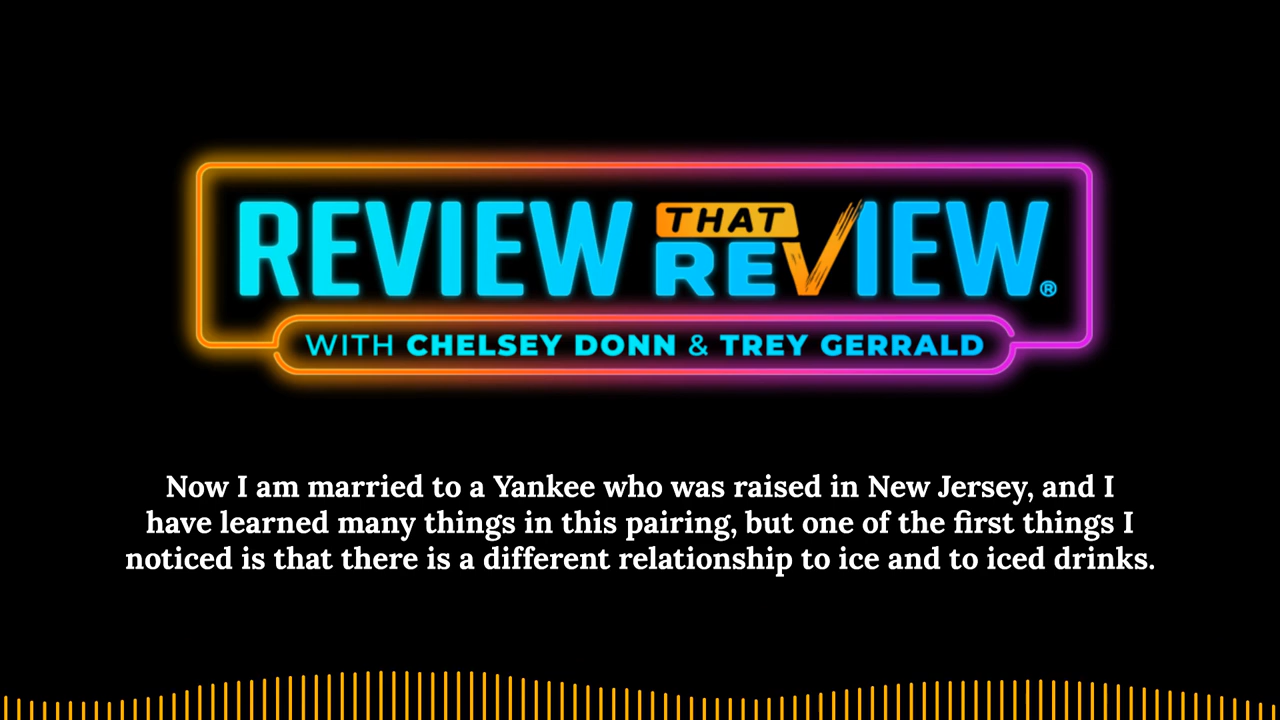 REVIEW THAT REVIEW®
WITH CHELSEY DONN & TREY GERRALD
Now I am married to a Yankee who was raised in New Jersey, and I
have learned many things in this pairing, but one of the first things I
noticed is that there is a different relationship to ice and to iced drinks.